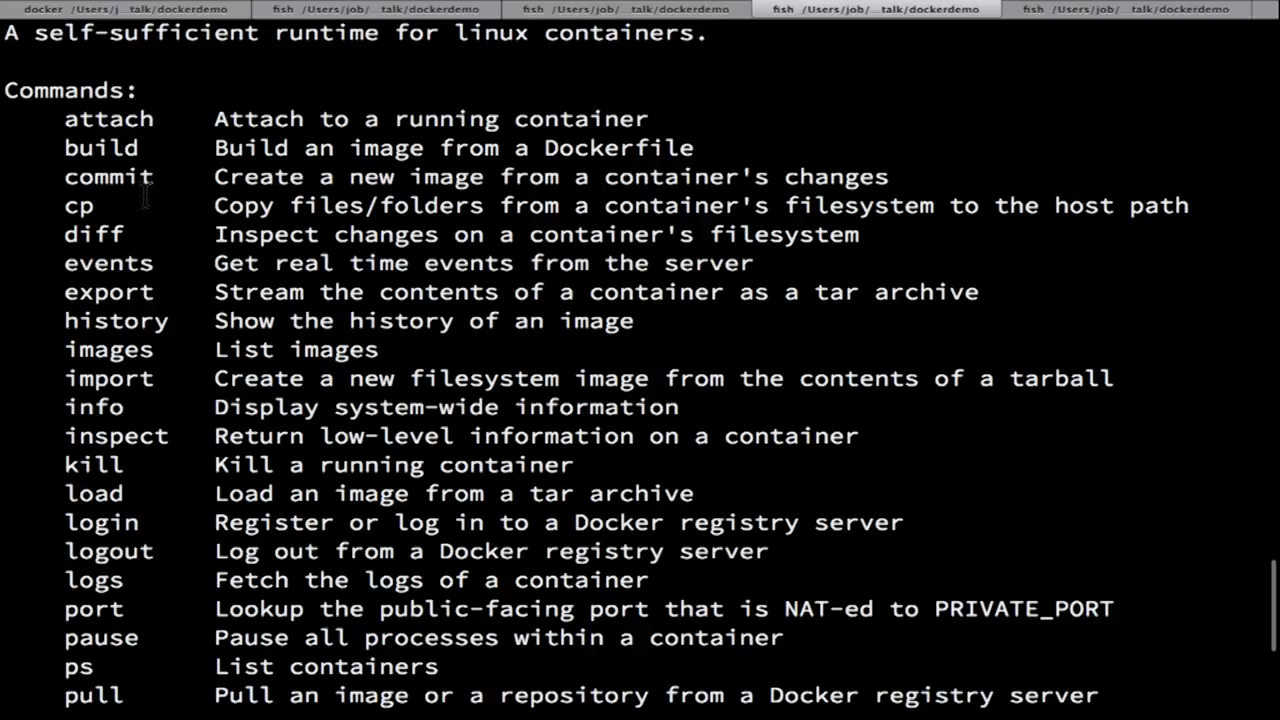 docker /Users/j...talk/dockerdemo fish /Users/job/...talk/dockerdemo fish /Users/job/...talk/dockerdemo fish /Users/job/...talk/dockerdemo fish /Users/job/...talk/dockerdemo
A self-sufficient runtime for linux containers.
Commands:
attach Attach to a running container
build Build an image from a Dockerfile
commit Create a new image from a container's changes
cp Copy files/folders from a container's filesystem to the host path
diff Inspect changes on a container's filesystem
events Get real time events from the server
export Stream the contents of a container as a tar archive
history Show the history of an image
images List images
import Create a new filesystem image from the contents of a tarball
info Display system-wide information
inspect Return low-level information on a container
kill Kill a running container
load Load an image from a tar archive
login Register or log in to a Docker registry server
logout Log out from a Docker registry server
logs Fetch the logs of a container
port Lookup the public-facing port that is NAT-ed to PRIVATE_PORT
pause Pause all processes within a container
ps List containers
pull Pull an image or a repository from a Docker registry server